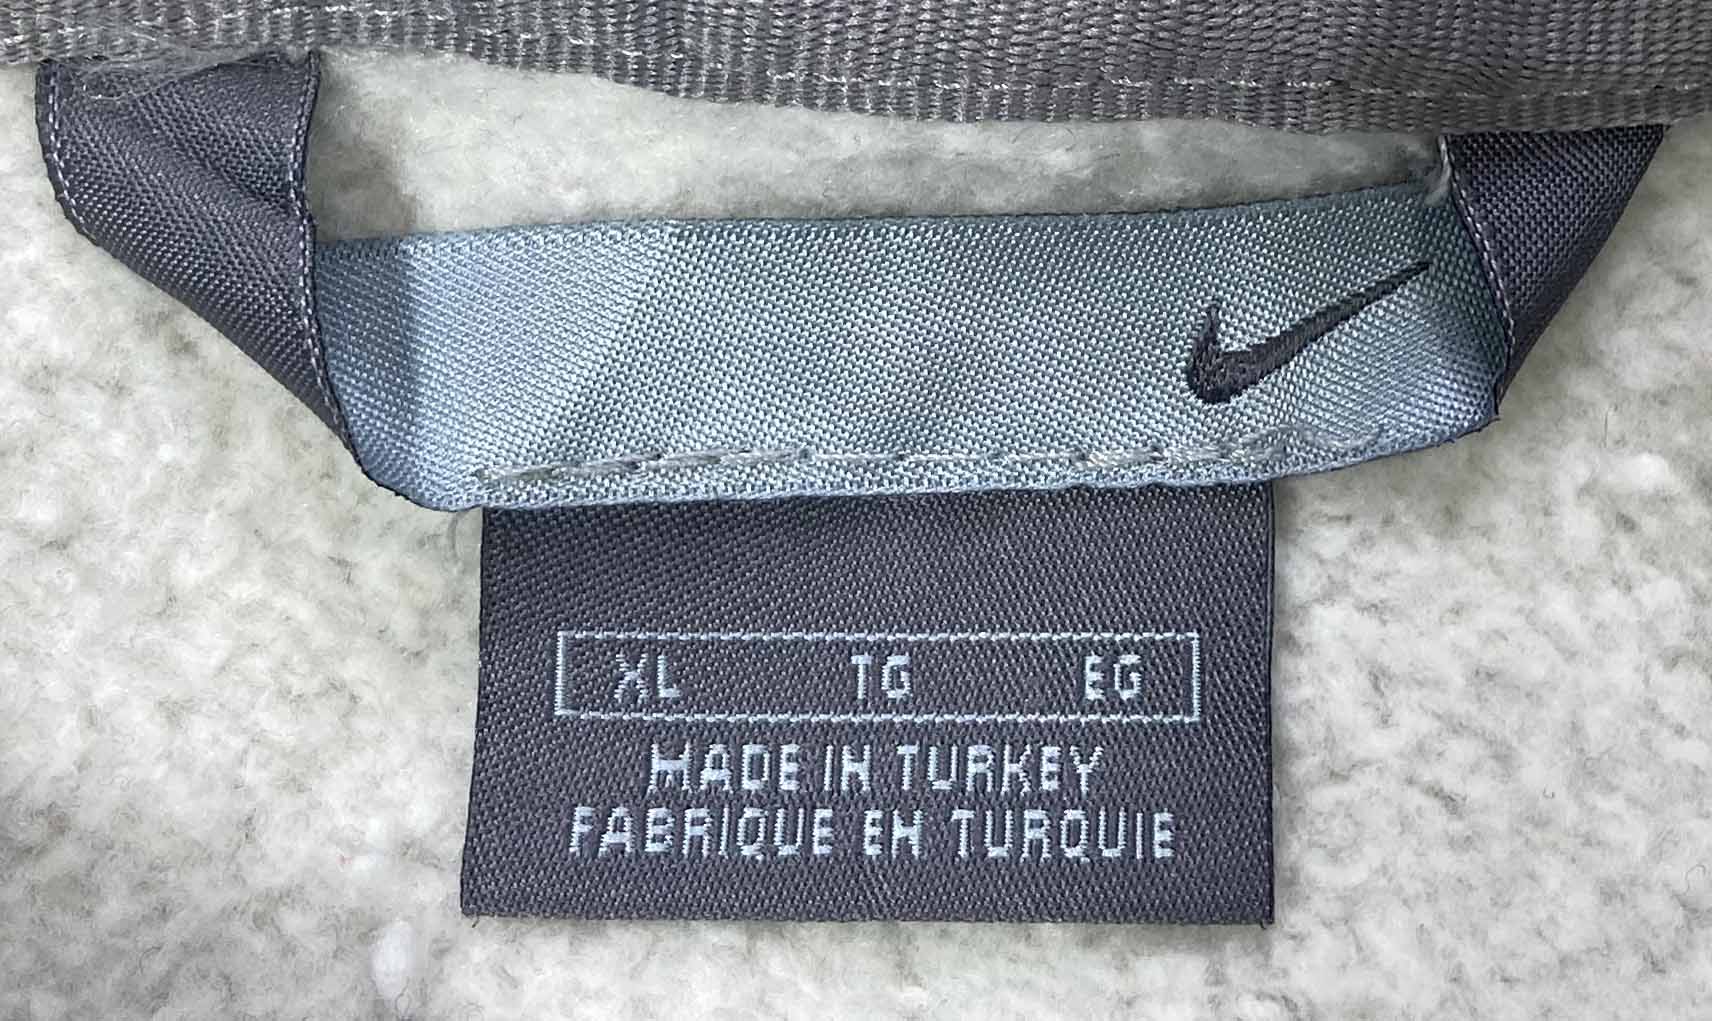 XL TG EG
MADE IN TURKEY
FABRIQUE EN TURQUIE